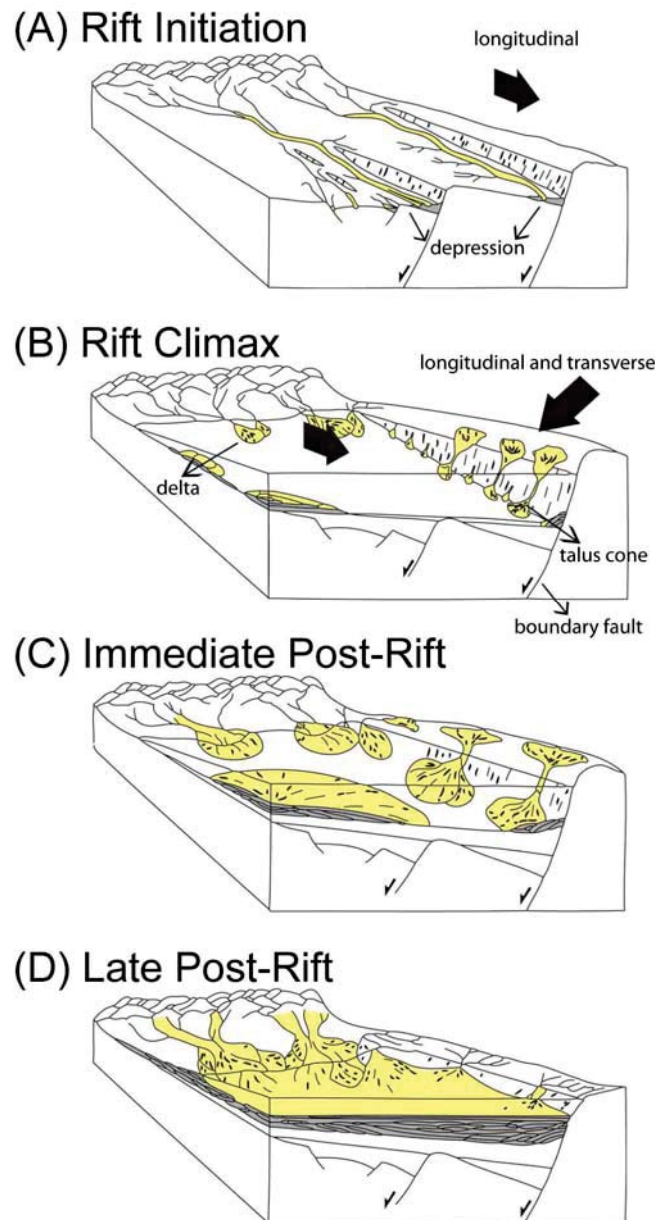 (A) Rift Initiation
longitudinal
depression
(B) Rift Climax
longitudinal and transverse
delta
talus cone
boundary fault
(C) Immediate Post-Rift
(D) Late Post-Rift